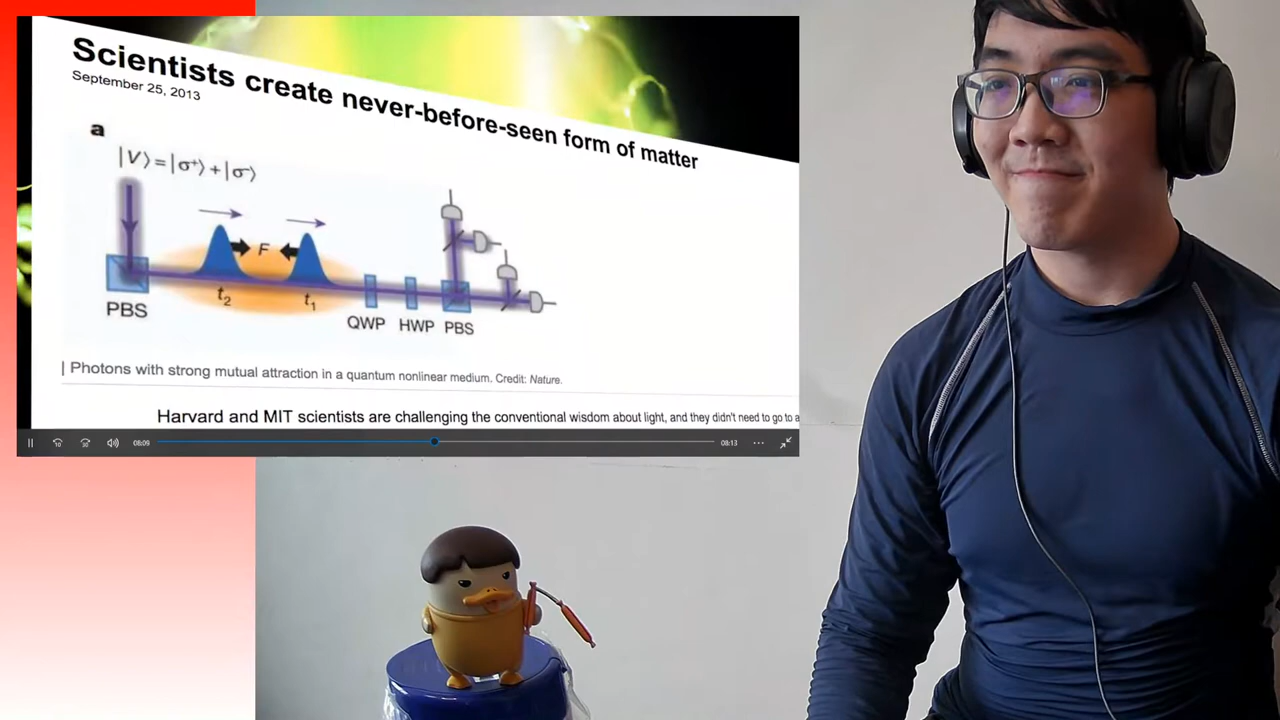 Scientists create never-before-seen form of matter
September 25, 2013
a
|V⟩=|σ⁺⟩+|σ⁻⟩
F
t₂
t₁
PBS
QWP HWP PBS
| Photons with strong mutual attraction in a quantum nonlinear medium. Credit: Nature.
Harvard and MIT scientists are challenging the conventional wisdom about light, and they didn't need to go to a
10
30
08:09
08:13